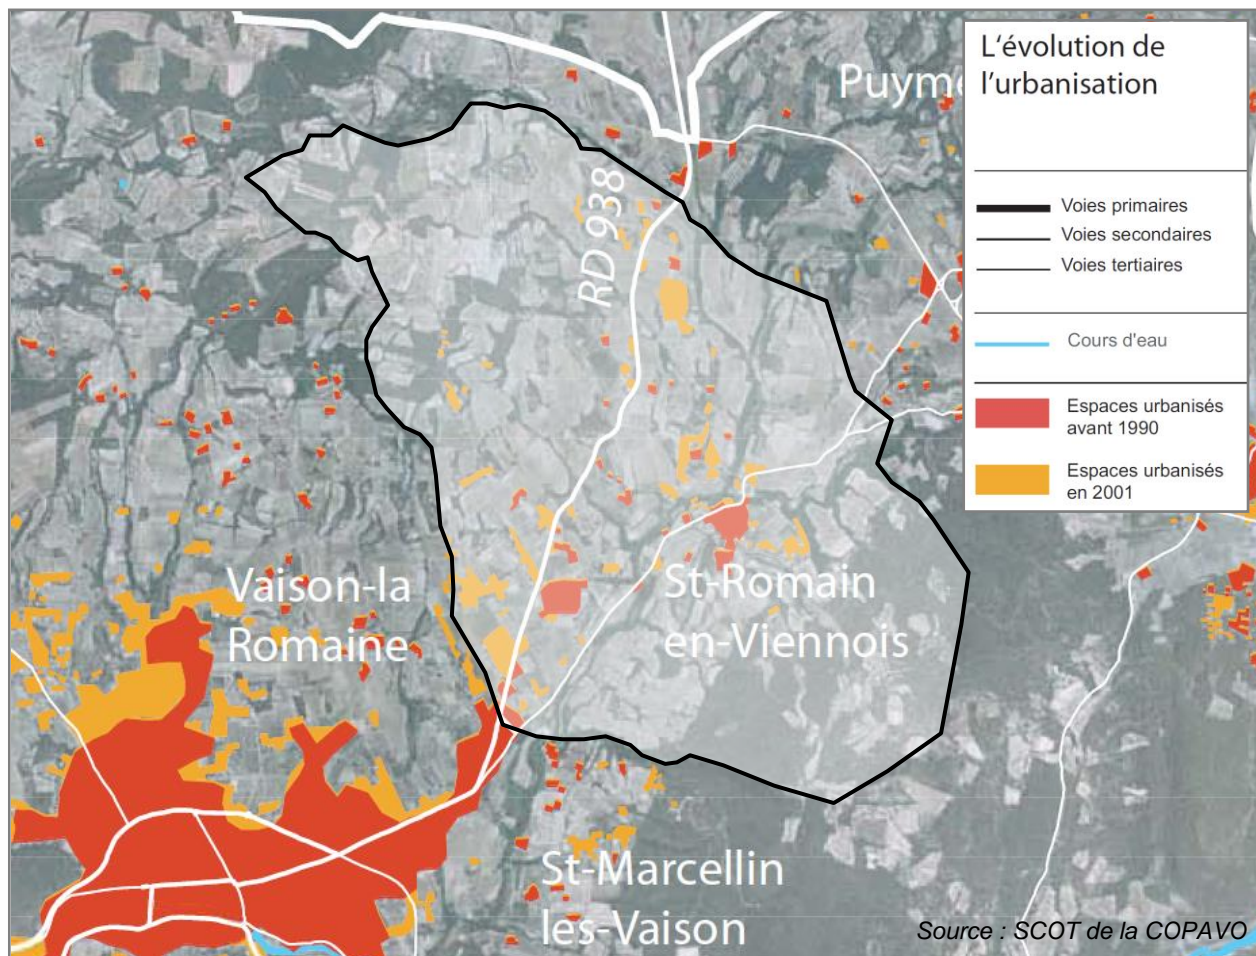 L'évolution de
l'urbanisation
Voies primaires
Voies secondaires
Voies tertiaires
Cours d'eau
Espaces urbanisés
avant 1990
Espaces urbanisés
en 2001
Puyme
RD 938
Vaison-la
Romaine
St-Romain
en-Viennois
St-Marcellin
les-Vaison
Source : SCOT de la COPAVO